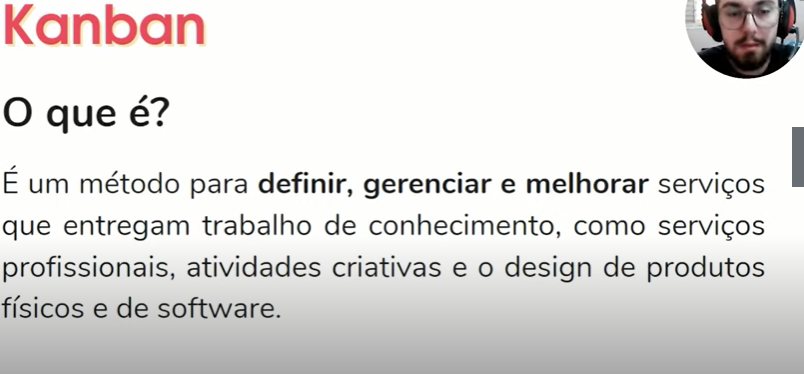 Kanban
O que é?
É um método para definir, gerenciar e melhorar serviços
que entregam trabalho de conhecimento, como serviços
profissionais, atividades criativas e o design de produtos
físicos e de software.